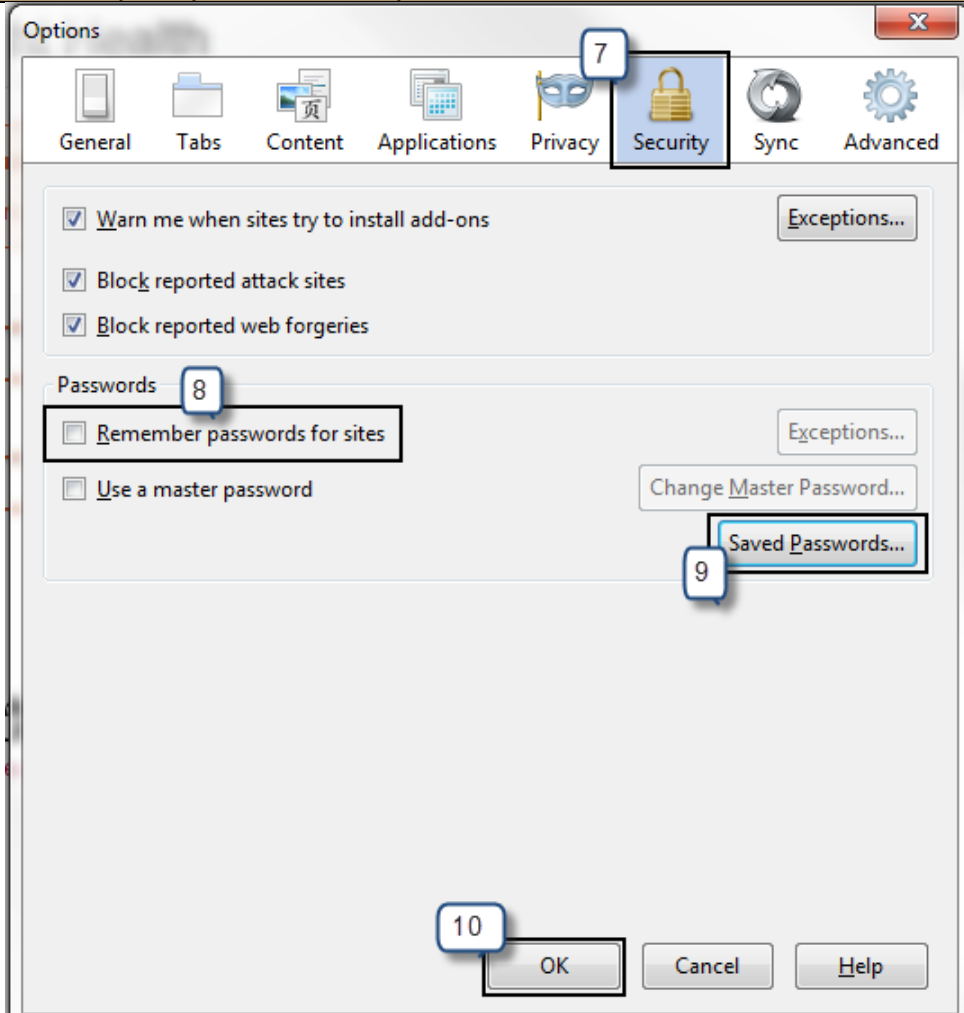 Options
7
页
General Tabs Content Applications Privacy Security Sync Advanced
Warn me when sites try to install add-ons Exceptions...
Block reported attack sites
Block reported web forgeries
Passwords
8
Remember passwords for sites Exceptions...
Use a master password Change Master Password...
Saved Passwords...
9
10
OK Cancel Help